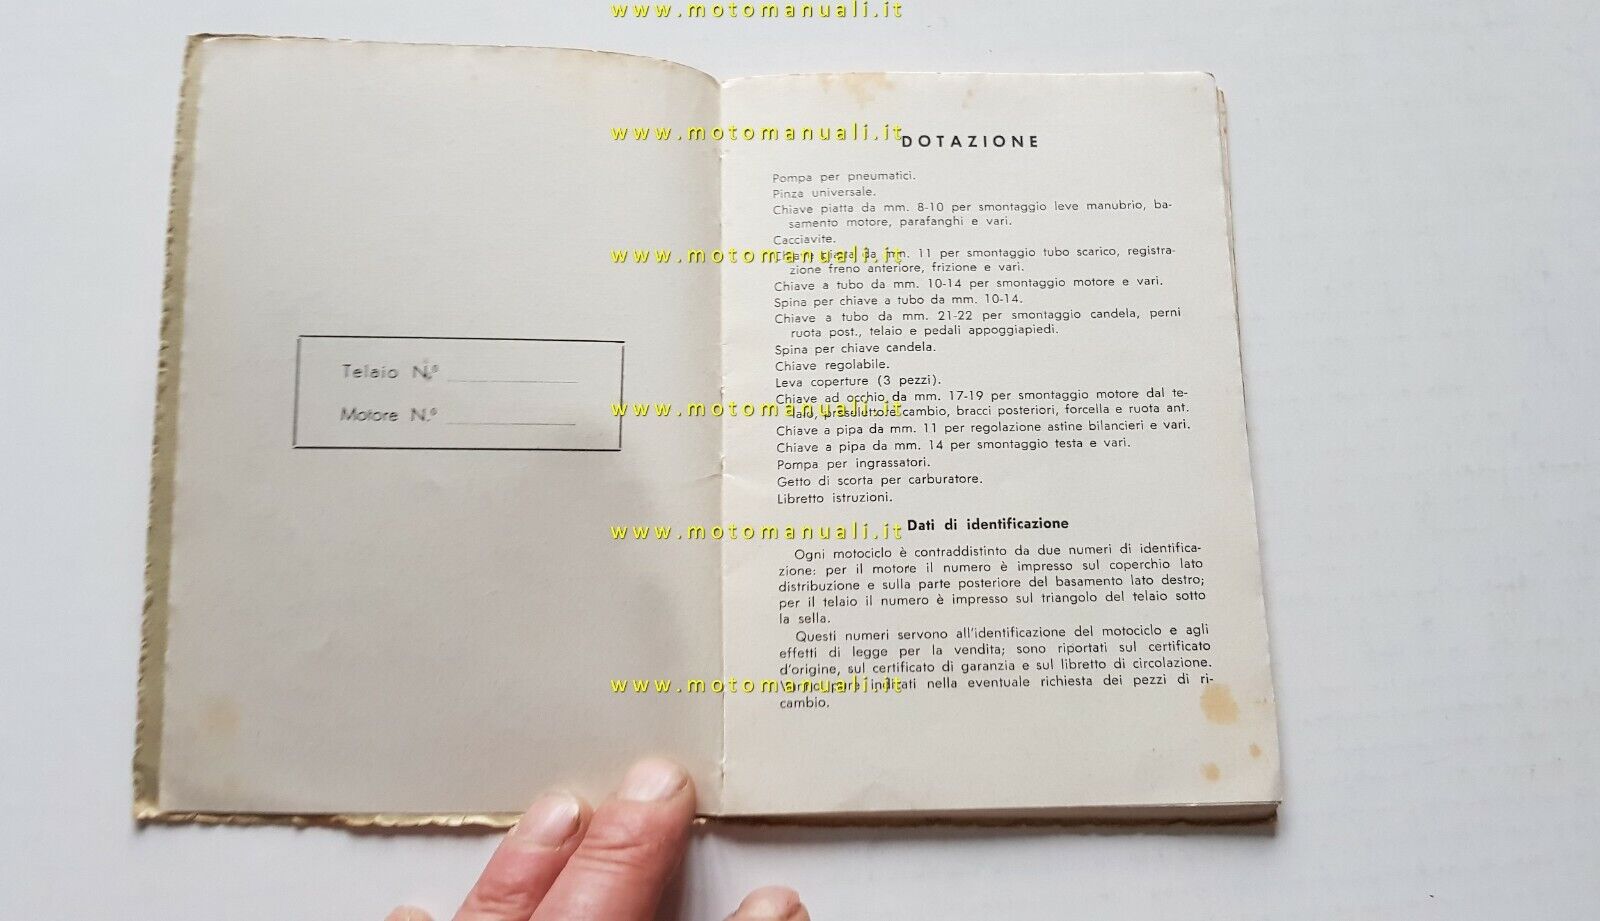 www.motomanuali.it
www.motomanuali.it
www.motomanuali.it
www.motomanuali.it
www.motomanuali.it
www.motomanuali.it
Telaio N.º
Motore N.º
DOTAZIONE
Pompa per pneumatici.
Pinza universale.
Chiave piatta da mm. 8-10 per smontaggio leve manubrio, ba-
samento motore, parafanghi e vari.
Cacciavite.
Chiave piatta da mm. 11 per smontaggio tubo scarico, registra-
zione freno anteriore, frizione e vari.
Chiave a tubo da mm. 10-14 per smontaggio motore e vari.
Spina per chiave a tubo da mm. 10-14.
Chiave a tubo da mm. 21-22 per smontaggio candela, perni
ruota post., telaio e pedali appoggiapiedi.
Spina per chiave candela.
Chiave regolabile.
Leva coperture (3 pezzi).
Chiave ad occhio da mm. 17-19 per smontaggio motore dal te-
laio, preselettore cambio, bracci posteriori, forcella e ruota ant.
Chiave a pipa da mm. 11 per regolazione astine bilancieri e vari.
Chiave a pipa da mm. 14 per smontaggio testa e vari.
Pompa per ingrassatori.
Getto di scorta per carburatore.
Libretto istruzioni.
Dati di identificazione
Ogni motociclo è contraddistinto da due numeri di identifica-
zione: per il motore il numero è impresso sul coperchio lato
distribuzione e sulla parte posteriore del basamento lato destro;
per il telaio il numero è impresso sul triangolo del telaio sotto
la sella.
Questi numeri servono all'identificazione del motociclo e agli
effetti di legge per la vendita; sono riportati sul certificato
d'origine, sul certificato di garanzia e sul libretto di circolazione.
Vanno pure indicati nella eventuale richiesta dei pezzi di ri-
cambio.